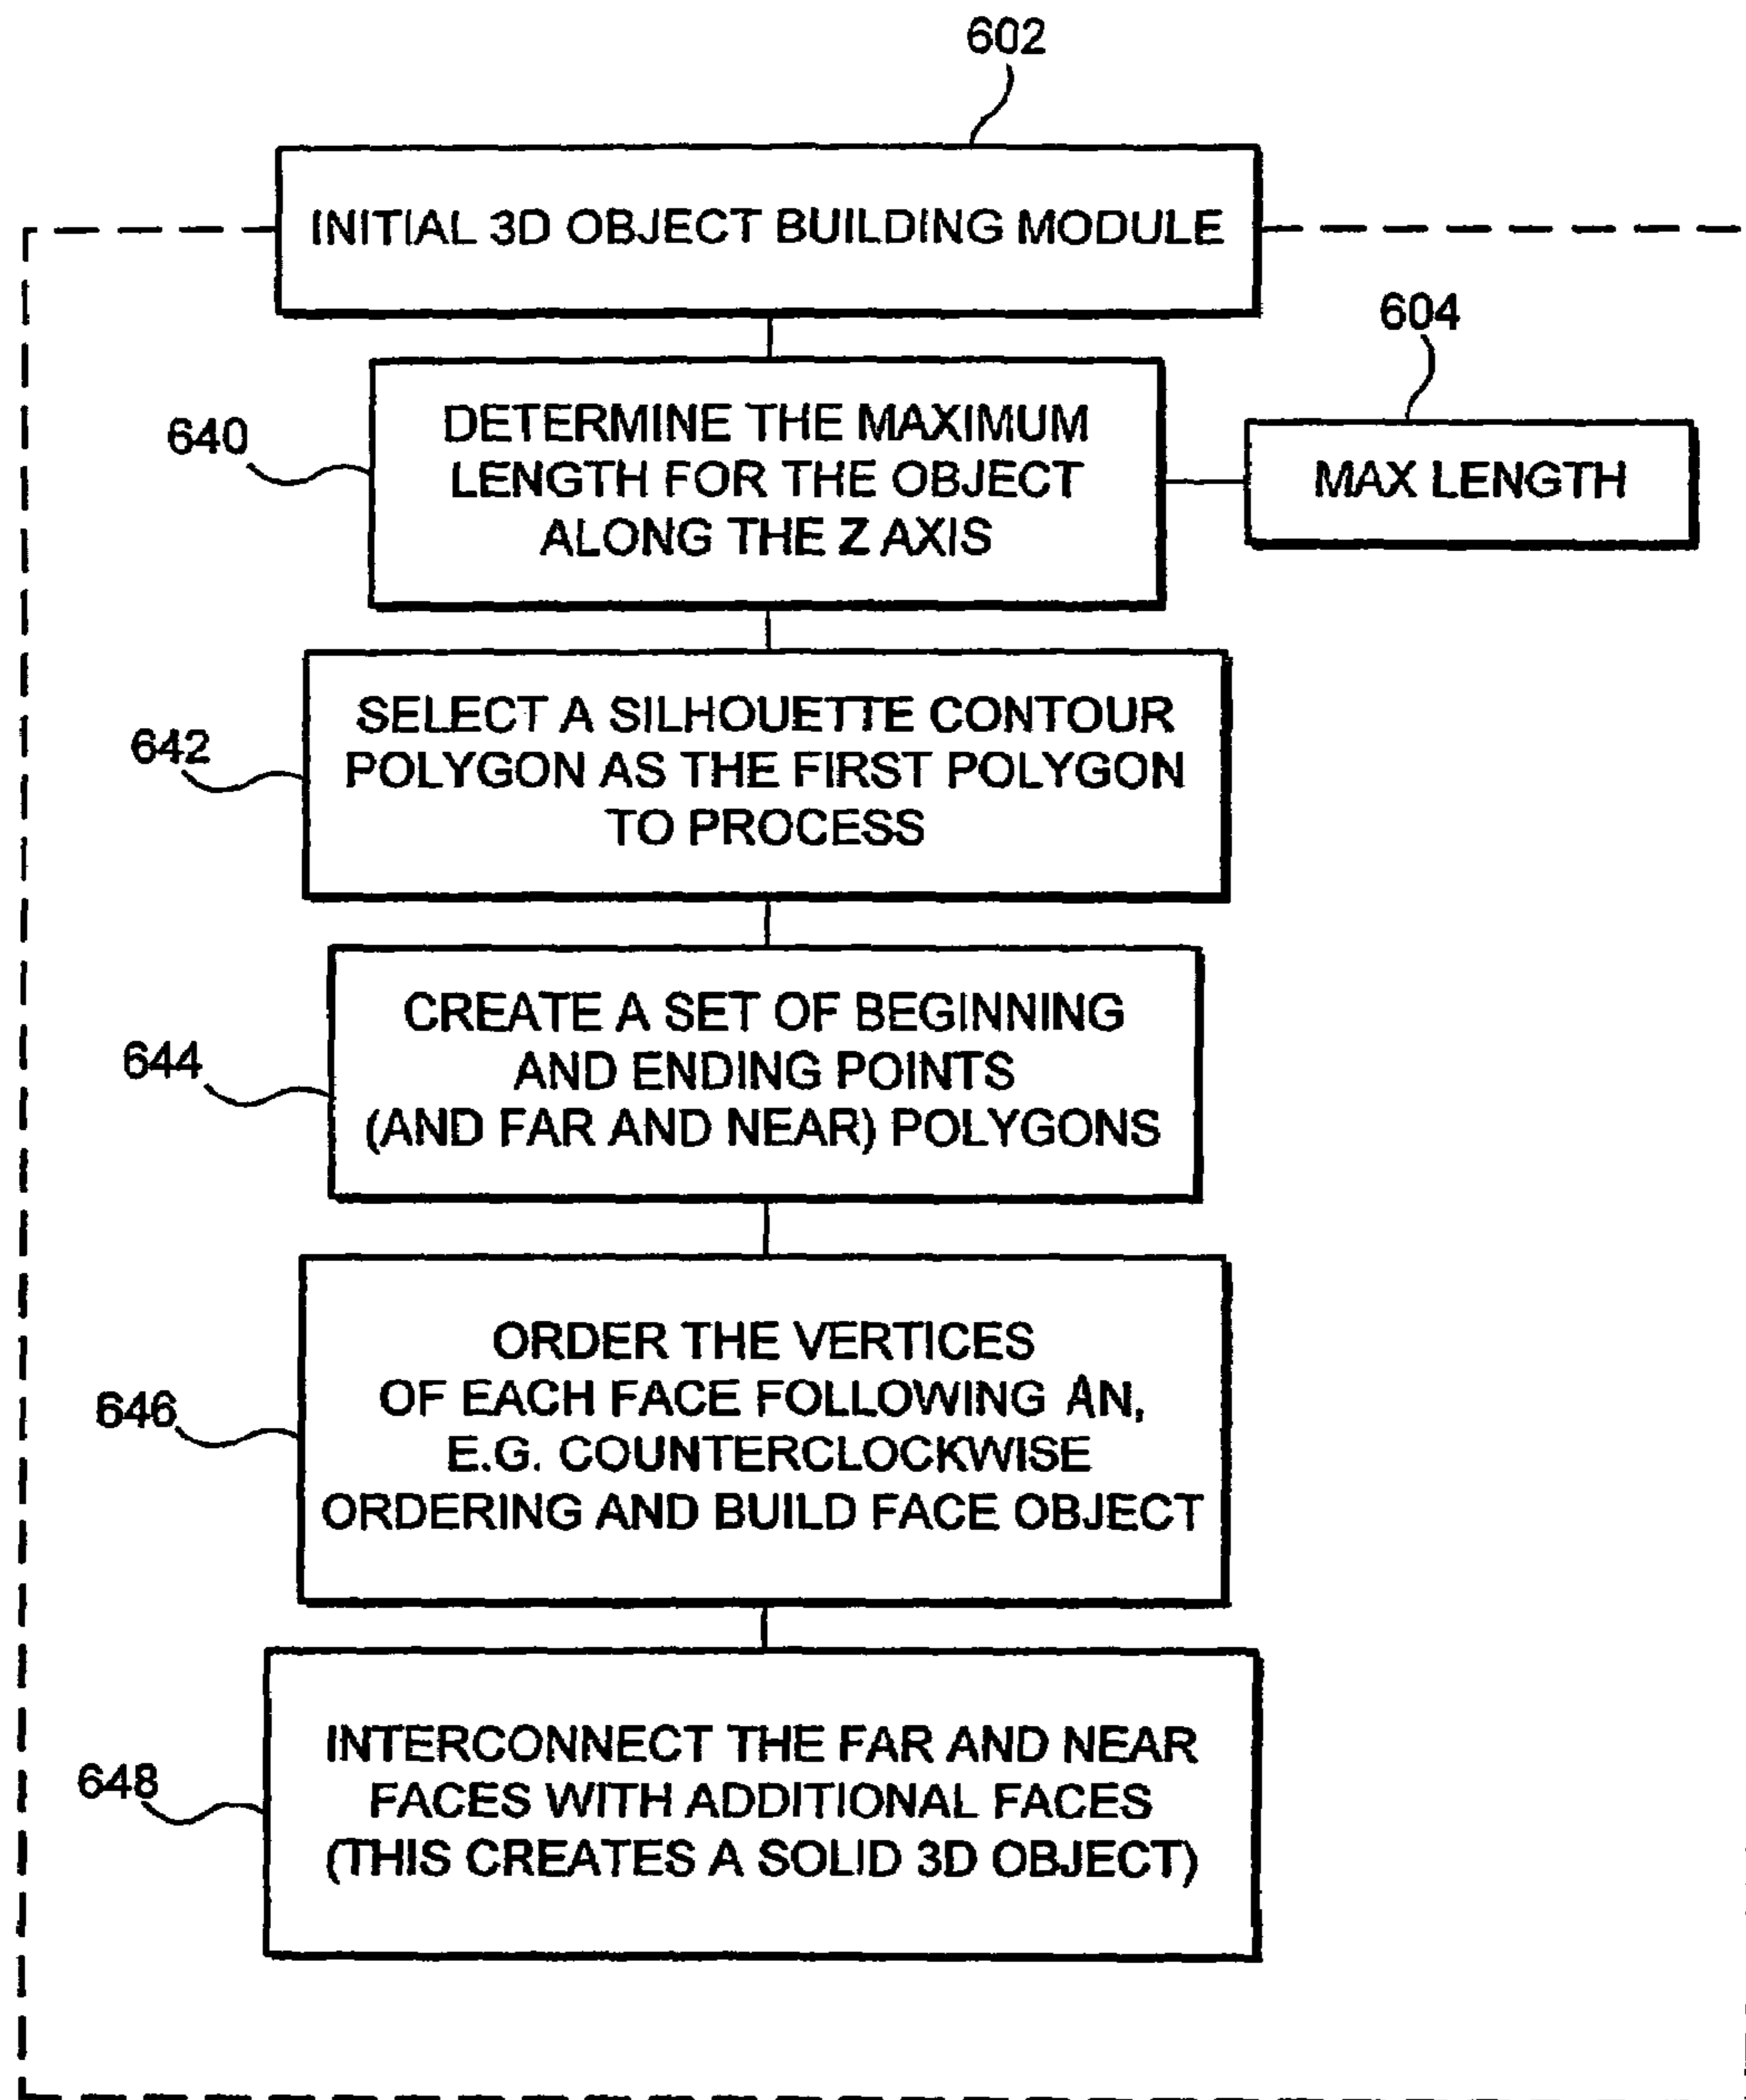 602
INITIAL 3D OBJECT BUILDING MODULE
604
640
DETERMINE THE MAXIMUM
LENGTH FOR THE OBJECT
ALONG THE Z AXIS
MAX LENGTH
642
SELECT A SILHOUETTE CONTOUR
POLYGON AS THE FIRST POLYGON
TO PROCESS
644
CREATE A SET OF BEGINNING
AND ENDING POINTS
(AND FAR AND NEAR) POLYGONS
646
ORDER THE VERTICES
OF EACH FACE FOLLOWING AN,
E.G. COUNTERCLOCKWISE
ORDERING AND BUILD FACE OBJECT
648
INTERCONNECT THE FAR AND NEAR
FACES WITH ADDITIONAL FACES
(THIS CREATES A SOLID 3D OBJECT)